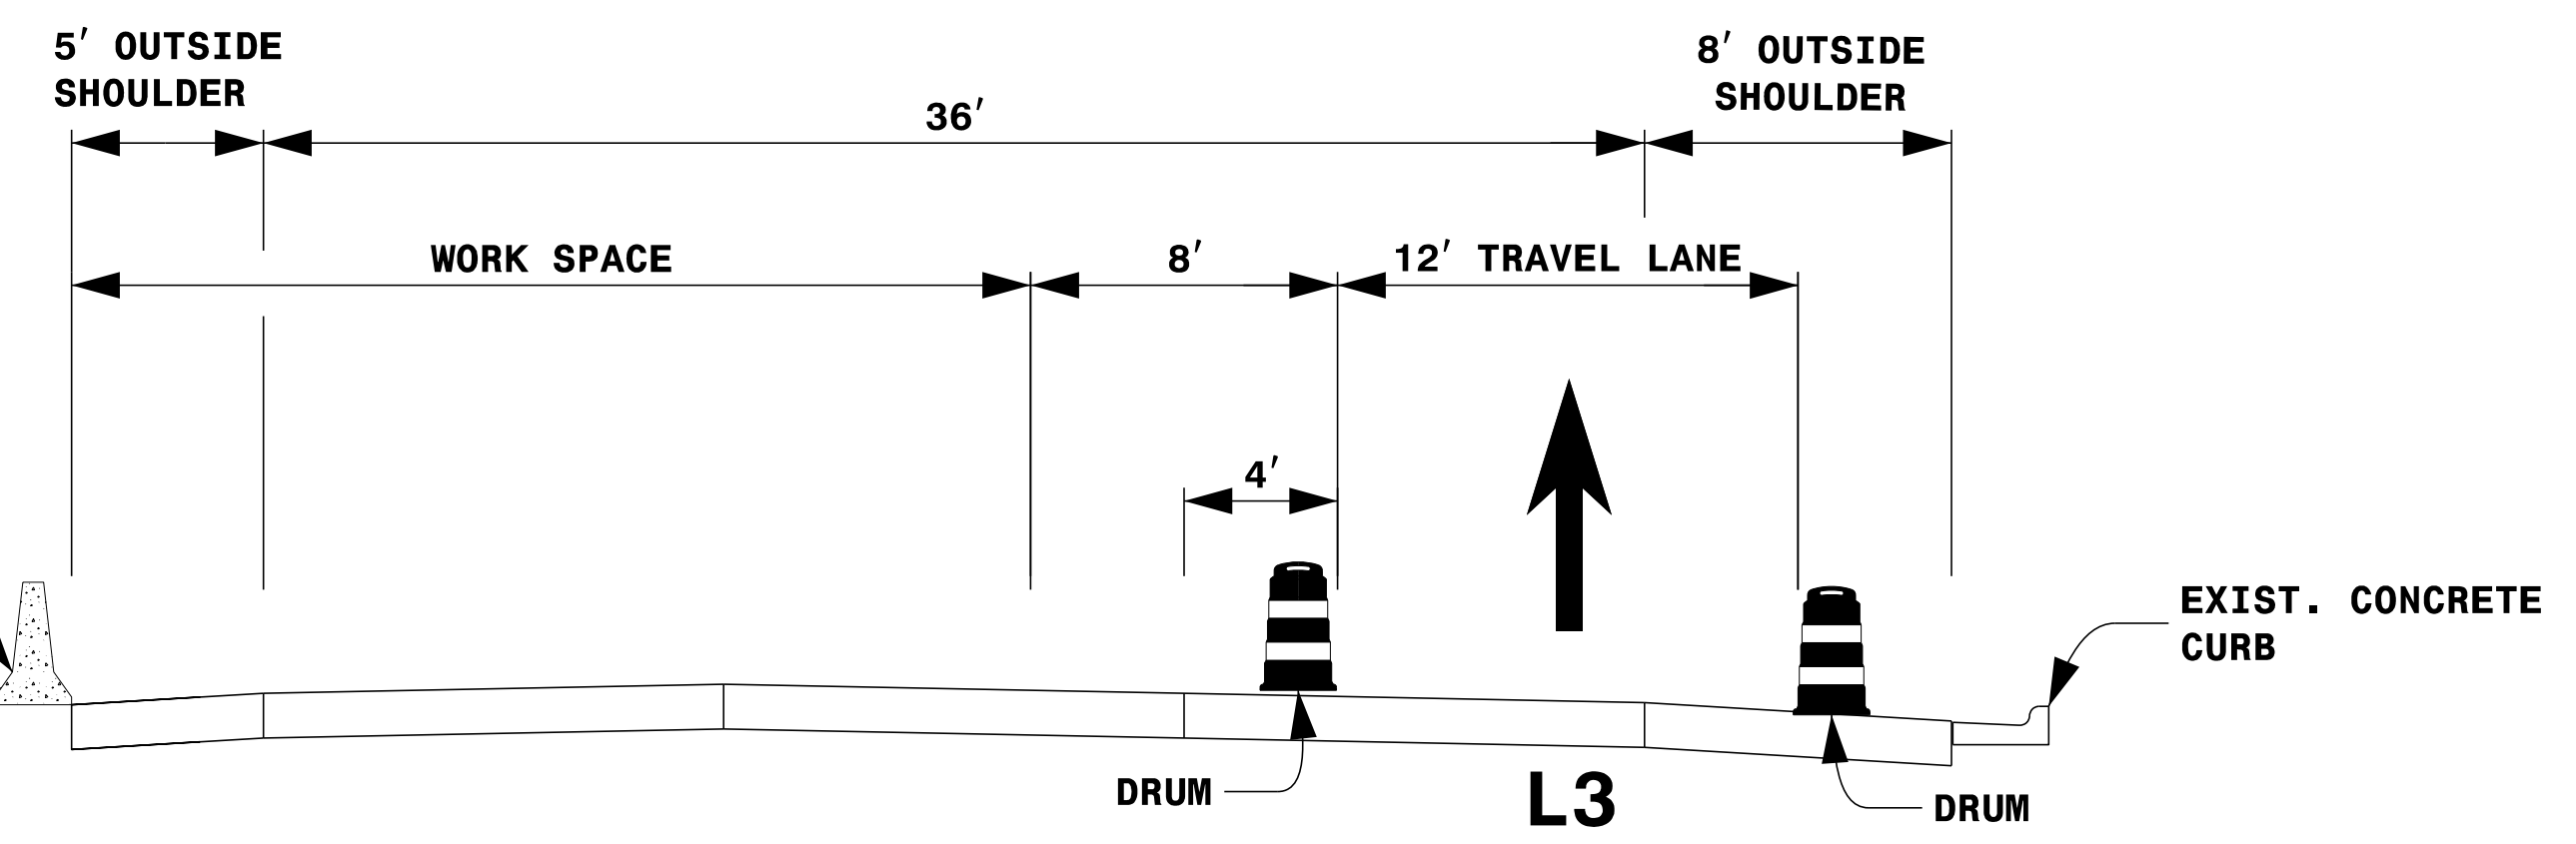 5' OUTSIDE
SHOULDER
36'
8' OUTSIDE
SHOULDER
WORK SPACE
8'
12' TRAVEL LANE
4'
EXIST. CONCRETE
CURB
DRUM
L3
DRUM